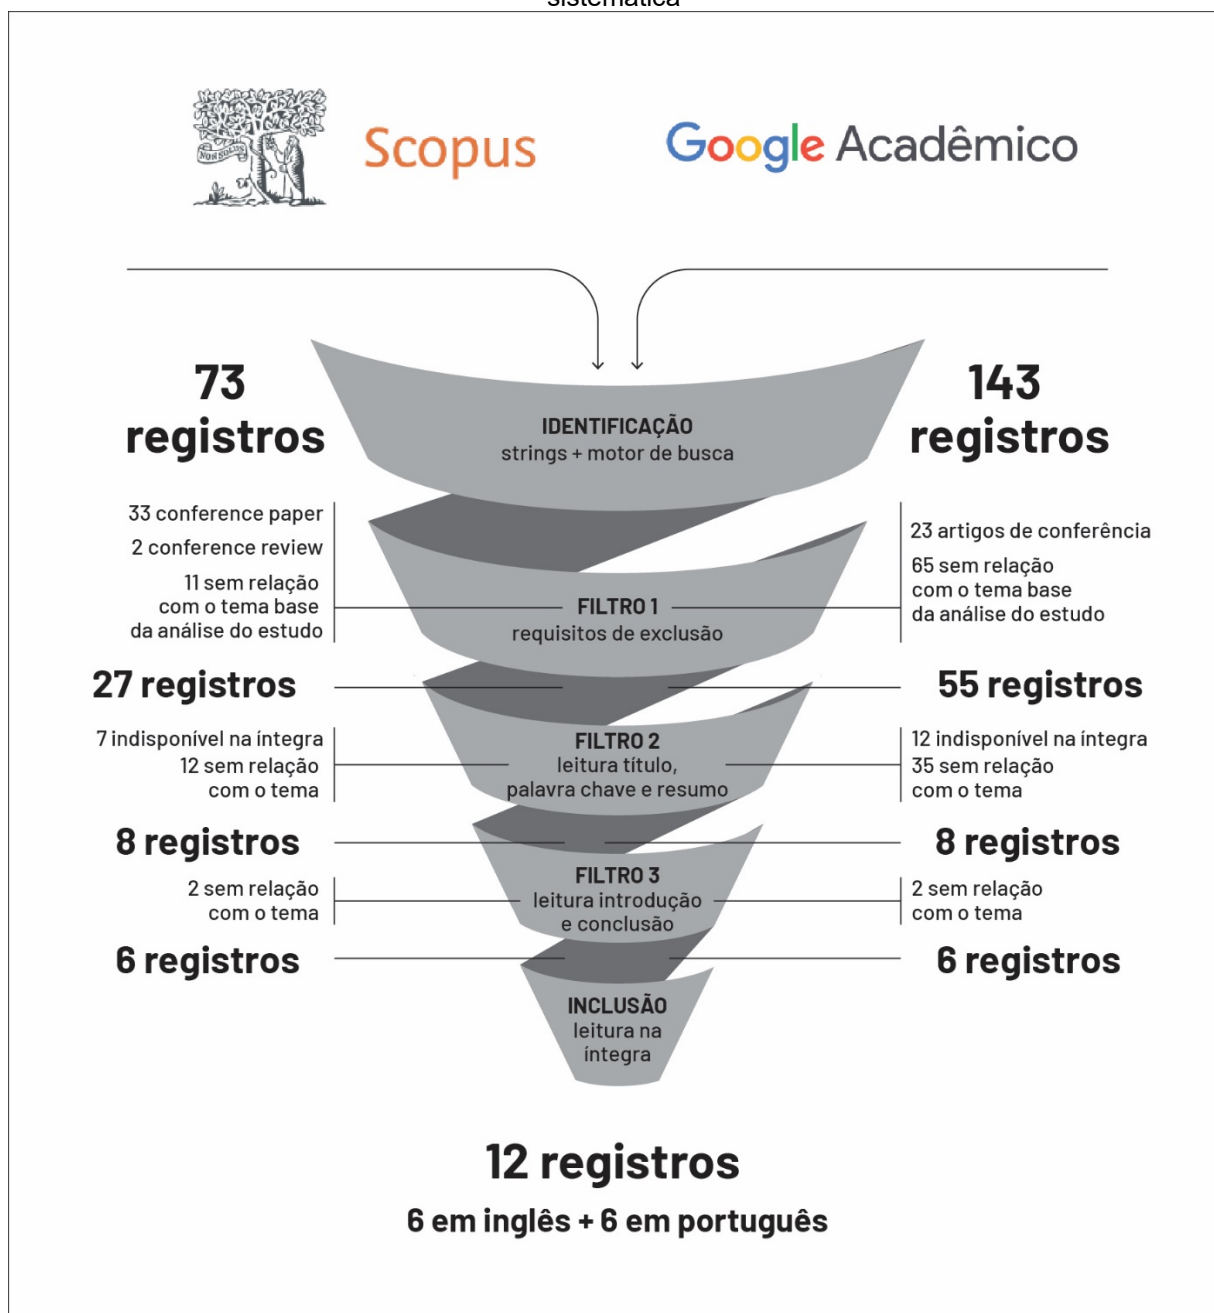 sistemática
NON SOLUS
Scopus
Google Acadêmico
73
registros
143
registros
IDENTIFICAÇÃO
strings + motor de busca
33 conference paper
2 conference review
11 sem relação
com o tema base
da análise do estudo
23 artigos de conferência
65 sem relação
com o tema base
da análise do estudo
FILTRO 1
requisitos de exclusão
27 registros
55 registros
7 indisponível na íntegra
12 sem relação
com o tema
FILTRO 2
leitura título,
palavra chave e resumo
12 indisponível na íntegra
35 sem relação
com o tema
8 registros
8 registros
2 sem relação
com o tema
FILTRO 3
leitura introdução
e conclusão
2 sem relação
com o tema
6 registros
6 registros
INCLUSÃO
leitura na
íntegra
12 registros
6 em inglês + 6 em português